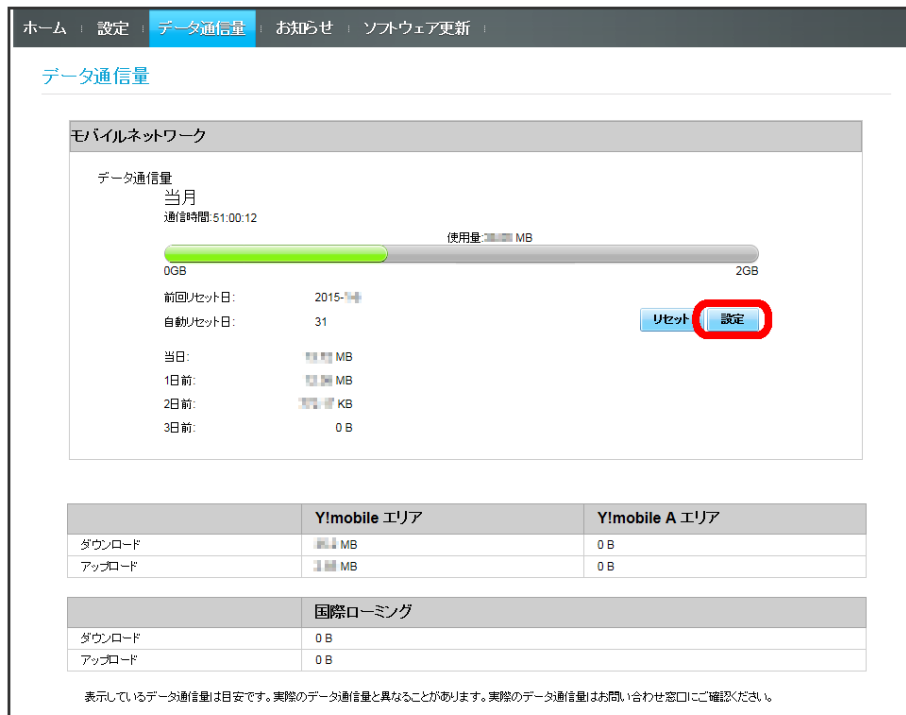 ホーム 設定 データ通信量 お知らせ ソフトウェア更新
データ通信量
モバイルネットワーク
データ通信量
当月
通信時間:51:00:12
使用量: MB
0GB 2GB
前回リセット日: 2015-
自動リセット日: 31
リセット 設定
当日: MB
1日前: MB
2日前: KB
3日前: 0 B
Y!mobile エリア Y!mobile A エリア
ダウンロード MB 0 B
アップロード MB 0 B
国際ローミング
ダウンロード 0 B
アップロード 0 B
表示しているデータ通信量は目安です。実際のデータ通信量と異なることがあります。実際のデータ通信量はお問い合わせ窓口にご確認ください。